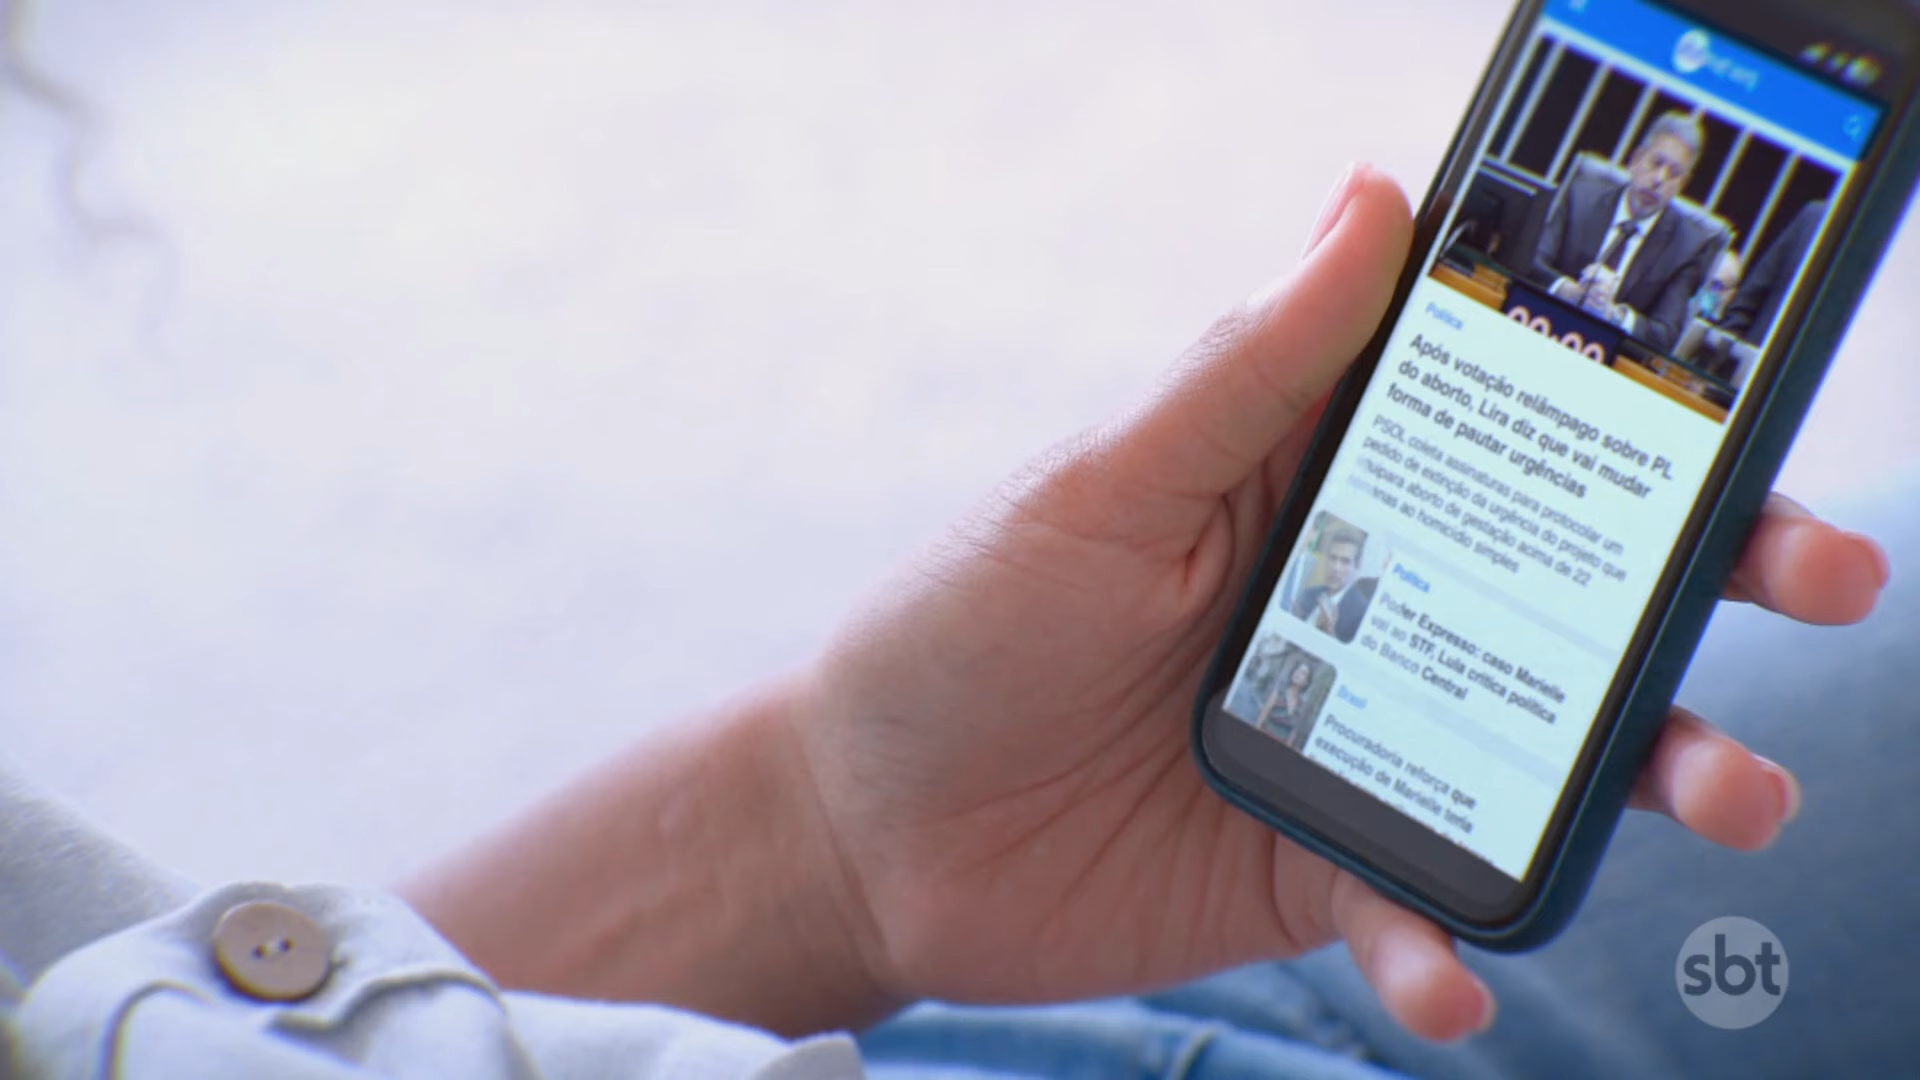 news
Política
Após votação relâmpago sobre PL
do aborto, Lira diz que vai mudar
forma de pautar urgências
PSOL coleta assinaturas para protocolar um
pedido de extinção da urgência do projeto que
aborto de gestação acima de 22
ao homicídio simples
00:00
Política
Poder Expresso: caso Marielle
vai ao STF, Lula critica política
do Banco Central
Brasil
Procuradoria reforça que
execução de Marielle teria
sbt